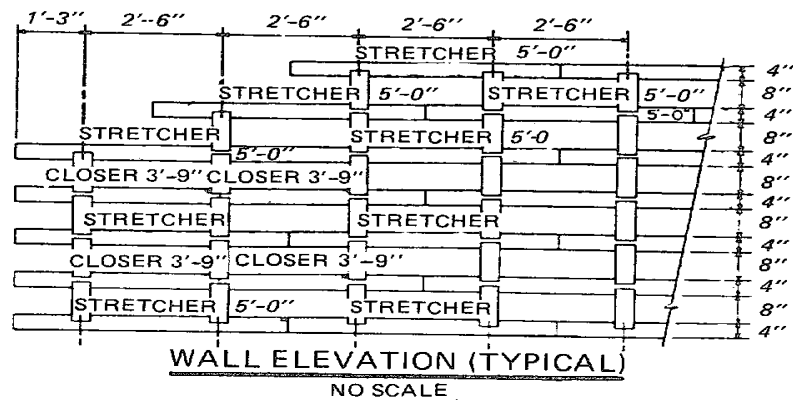 1'-3" 2'-6" 2'-6" 2'-6" 2'-6"
STRETCHER 5'-0"
4"
STRETCHER 5'-0" STRETCHER 5'-0"
8"
5'-0"
4"
STRETCHER STRETCHER 5'-0
8"
5'-0"
4"
CLOSER 3'-9" CLOSER 3'-9"
8"
4"
STRETCHER STRETCHER
8"
4"
CLOSER 3'-9" CLOSER 3'-9"
8"
4"
STRETCHER 5'-0" STRETCHER
8"
4"
WALL ELEVATION (TYPICAL)
NO SCALE